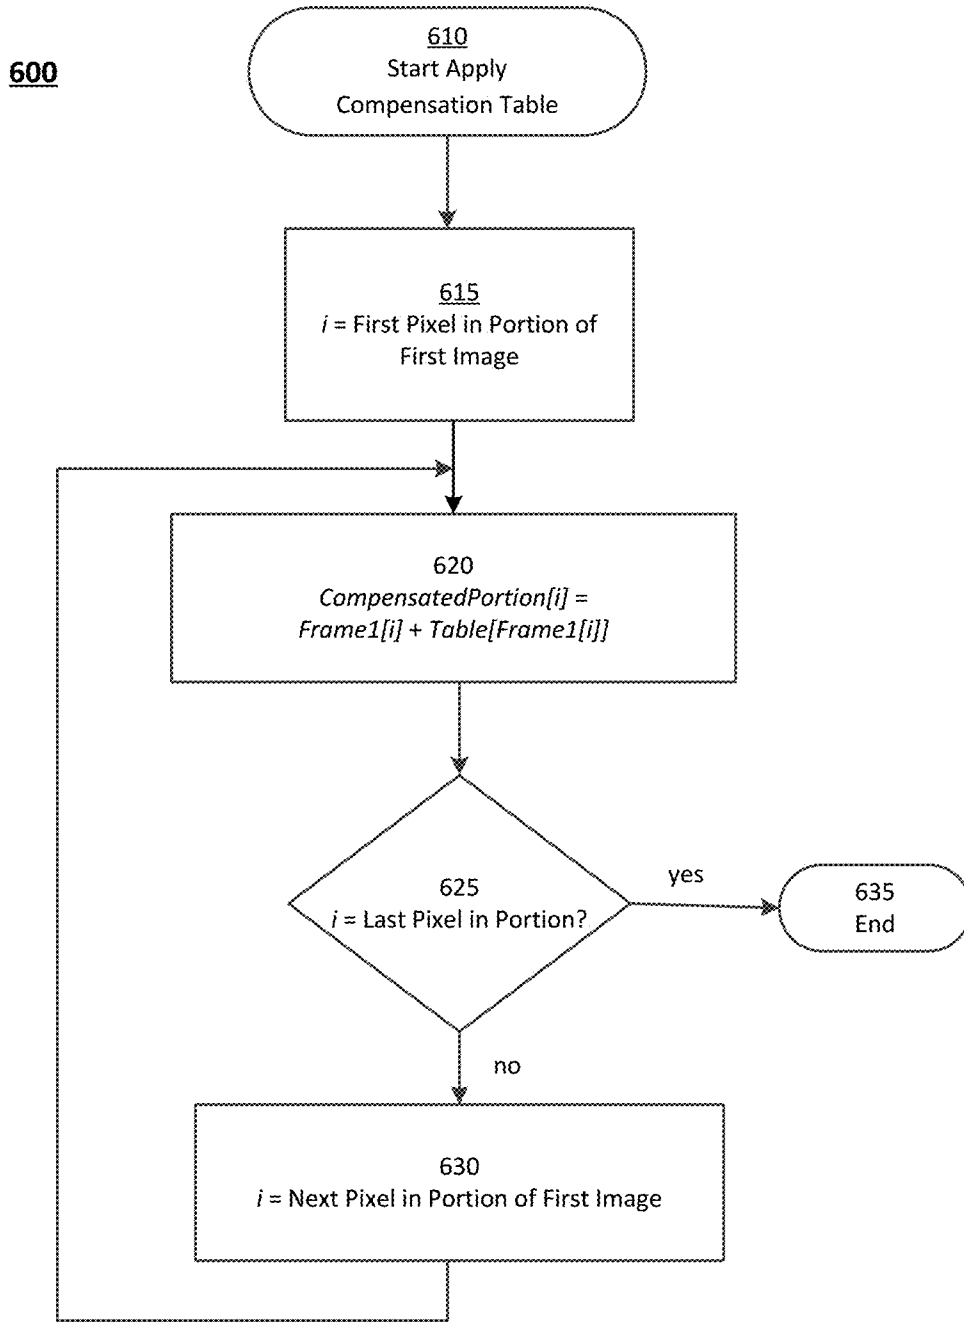 600
610
Start Apply
Compensation Table
615
i = First Pixel in Portion of
First Image
620
CompensatedPortion[i] =
Frame1[i] + Table[Frame1[i]]
625
i = Last Pixel in Portion?
yes
635
End
no
630
i = Next Pixel in Portion of First Image